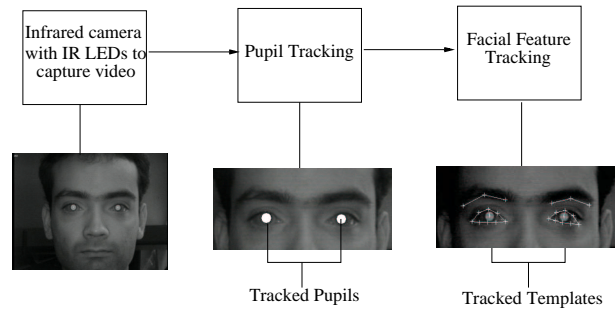 Infrared camera
with IR LEDs to
capture video
Pupil Tracking
Facial Feature
Tracking
Tracked Pupils
Tracked Templates